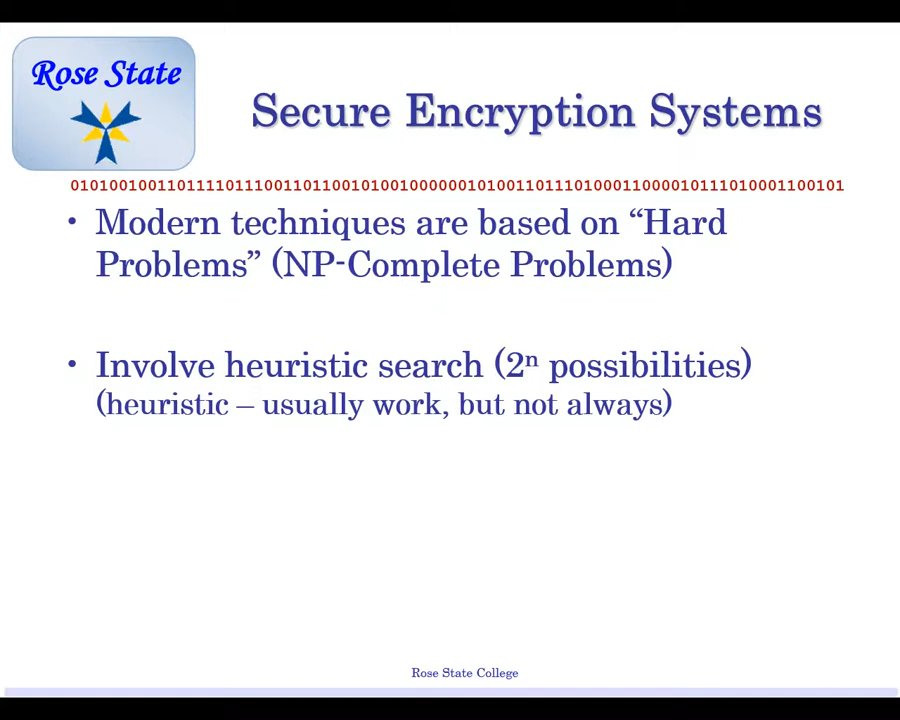 Rose State
Secure Encryption Systems
01010010011011110111001101100101001000000101001101110100011000010111010001100101
• Modern techniques are based on “Hard
Problems” (NP-Complete Problems)
• Involve heuristic search (2ⁿ possibilities)
(heuristic – usually work, but not always)
Rose State College